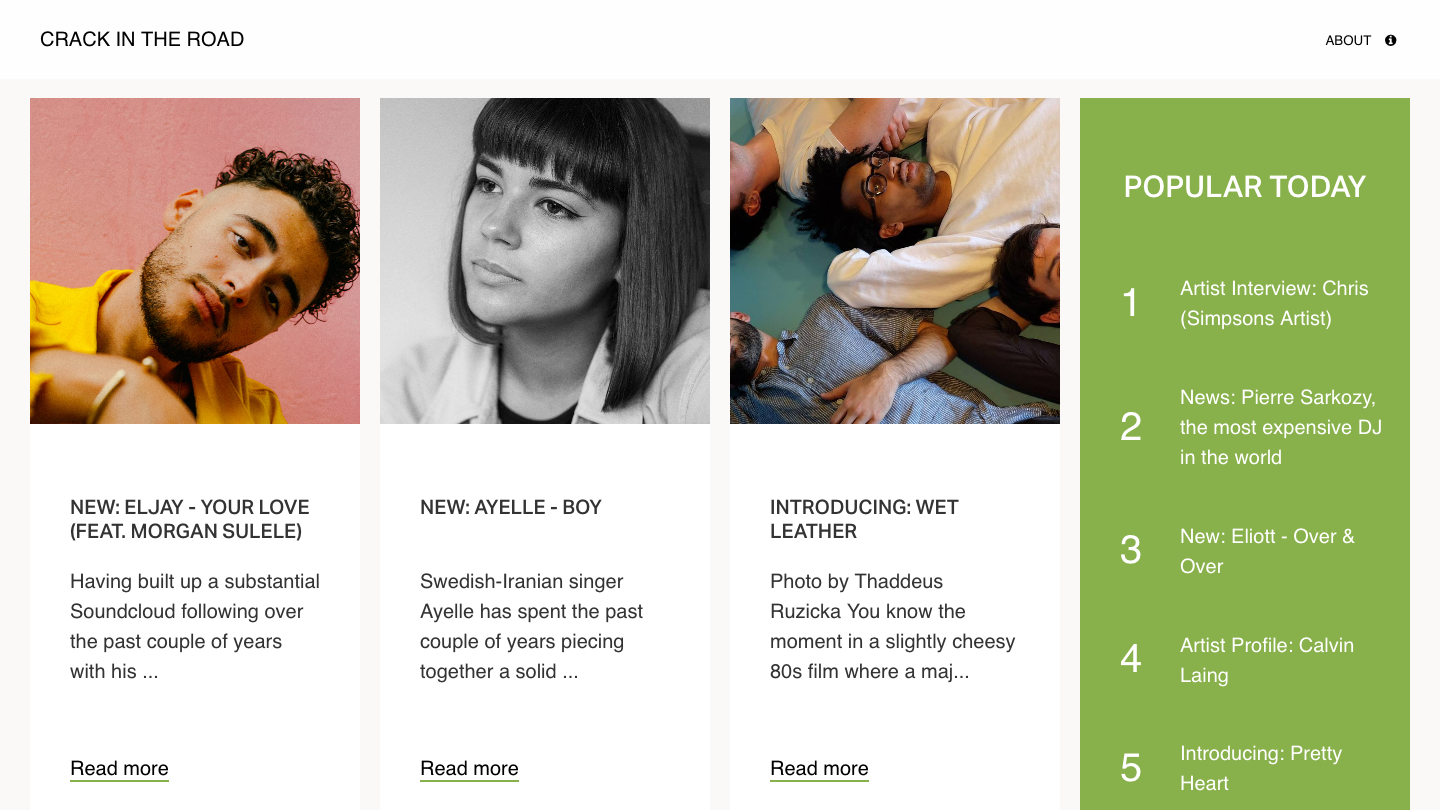 CRACK IN THE ROAD
ABOUT
NEW: ELJAY - YOUR LOVE
(FEAT. MORGAN SULELE)
Having built up a substantial
Soundcloud following over
the past couple of years
with his ...
Read more
NEW: AYELLE - BOY
Swedish-Iranian singer
Ayelle has spent the past
couple of years piecing
together a solid ...
Read more
INTRODUCING: WET
LEATHER
Photo by Thaddeus
Ruzicka You know the
moment in a slightly cheesy
80s film where a maj...
Read more
POPULAR TODAY
1
Artist Interview: Chris
(Simpsons Artist)
2
News: Pierre Sarkozy,
the most expensive DJ
in the world
3
New: Eliott - Over &
Over
4
Artist Profile: Calvin
Laing
5
Introducing: Pretty
Heart